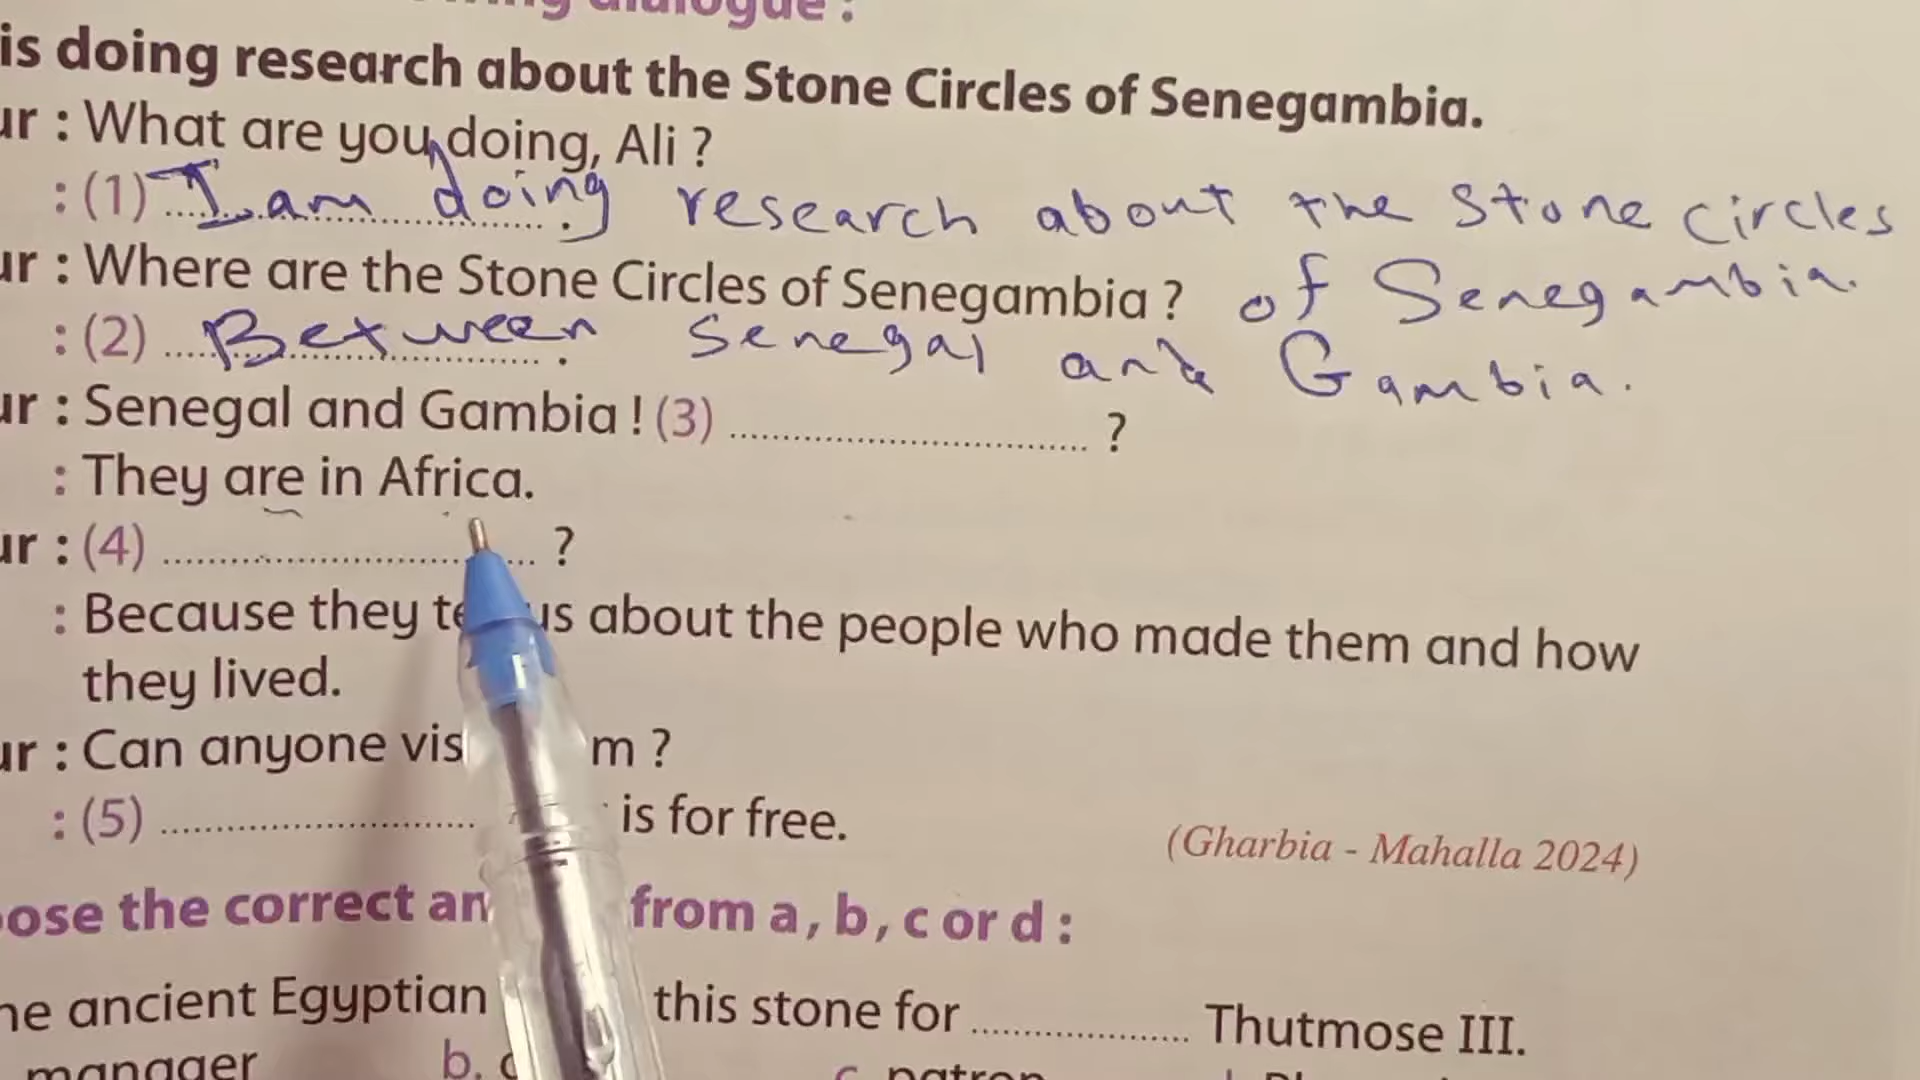 dialogue :
is doing research about the Stone Circles of Senegambia.
ur : What are you doing, Ali ?
: (1) I am doing research about the Stone circles
of Senegambia.
ur : Where are the Stone Circles of Senegambia ?
: (2) Between Senegal and Gambia.
ur : Senegal and Gambia ! (3) ............ ?
: They are in Africa.
ur : (4) ............ ?
: Because they us about the people who made them and how
they lived.
ur : Can anyone vis m ?
: (5) ............ is for free.
(Gharbia - Mahalla 2024)
ose the correct an from a, b, c or d :
he ancient Egyptian this stone for ............ Thutmose III.
manager b. c. patron